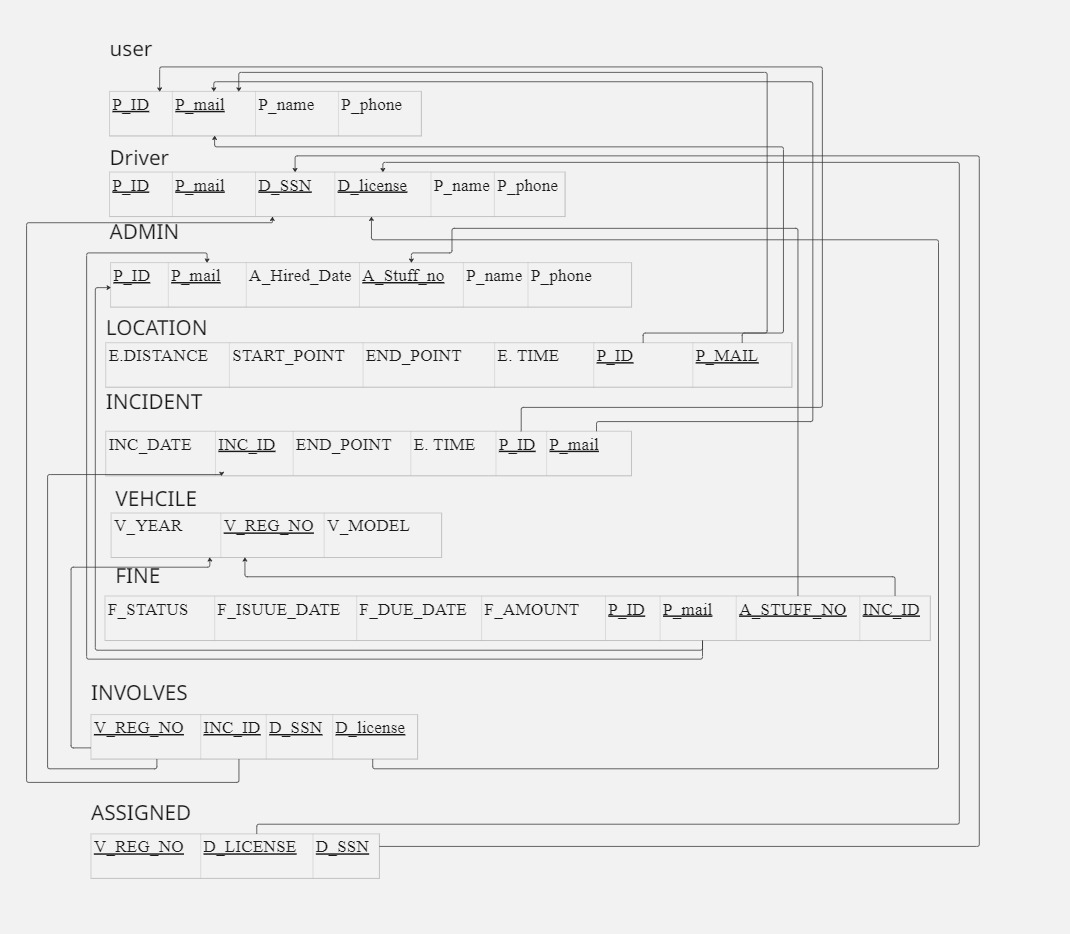 user
P_ID P_mail P_name P_phone
Driver
P_ID P_mail D_SSN D_license P_name P_phone
ADMIN
P_ID P_mail A_Hired_Date A_Stuff_no P_name P_phone
LOCATION
E.DISTANCE START_POINT END_POINT E. TIME P_ID P_MAIL
INCIDENT
INC_DATE INC_ID END_POINT E. TIME P_ID P_mail
VEHCILE
V_YEAR V_REG_NO V_MODEL
FINE
F_STATUS F_ISUUE_DATE F_DUE_DATE F_AMOUNT P_ID P_mail A_STUFF_NO INC_ID
INVOLVES
V_REG_NO INC_ID D_SSN D_license
ASSIGNED
V_REG_NO D_LICENSE D_SSN